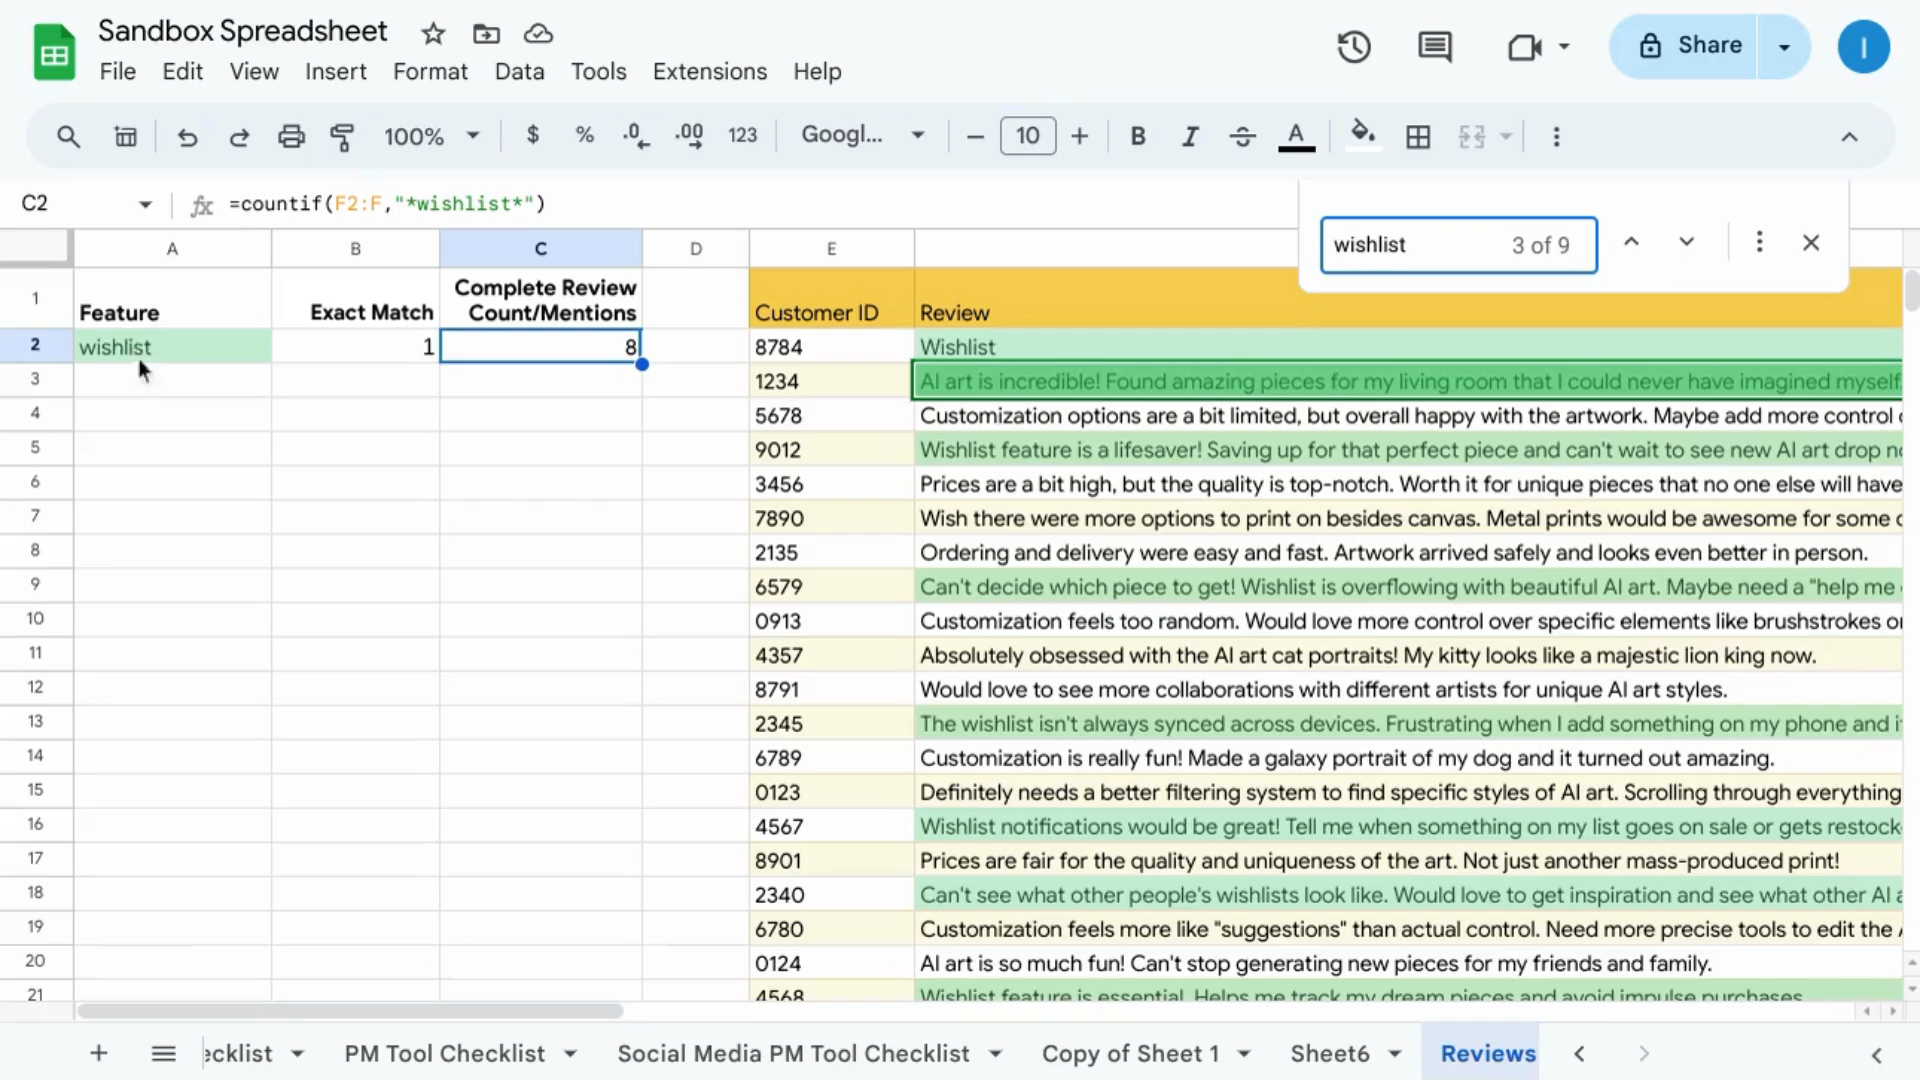 Sandbox Spreadsheet
File Edit View Insert Format Data Tools Extensions Help
Share
I
100% $ % .0 .00 123 Googl... − 10 + B I S A
C2 fx =countif(F2:F,"*wishlist*")
wishlist 3 of 9
A B C D E
1 Feature Exact Match Complete Review Count/Mentions Customer ID Review
2 wishlist 1 8 8784 Wishlist
3 1234 AI art is incredible! Found amazing pieces for my living room that I could never have imagined myself
4 5678 Customization options are a bit limited, but overall happy with the artwork. Maybe add more control
5 9012 Wishlist feature is a lifesaver! Saving up for that perfect piece and can't wait to see new AI art drop
6 3456 Prices are a bit high, but the quality is top-notch. Worth it for unique pieces that no one else will have
7 7890 Wish there were more options to print on besides canvas. Metal prints would be awesome for some
8 2135 Ordering and delivery were easy and fast. Artwork arrived safely and looks even better in person.
9 6579 Can't decide which piece to get! Wishlist is overflowing with beautiful AI art. Maybe need a "help me
10 0913 Customization feels too random. Would love more control over specific elements like brushstrokes
11 4357 Absolutely obsessed with the AI art cat portraits! My kitty looks like a majestic lion king now.
12 8791 Would love to see more collaborations with different artists for unique AI art styles.
13 2345 The wishlist isn't always synced across devices. Frustrating when I add something on my phone and
14 6789 Customization is really fun! Made a galaxy portrait of my dog and it turned out amazing.
15 0123 Definitely needs a better filtering system to find specific styles of AI art. Scrolling through everything
16 4567 Wishlist notifications would be great! Tell me when something on my list goes on sale or gets restock
17 8901 Prices are fair for the quality and uniqueness of the art. Not just another mass-produced print!
18 2340 Can't see what other people's wishlists look like. Would love to get inspiration and see what other AI
19 6780 Customization feels more like "suggestions" than actual control. Need more precise tools to edit the
20 0124 AI art is so much fun! Can't stop generating new pieces for my friends and family.
21 4568 Wishlist feature is essential. Helps me track my dream pieces and avoid impulse purchases.
ecklist PM Tool Checklist Social Media PM Tool Checklist Copy of Sheet 1 Sheet6 Reviews